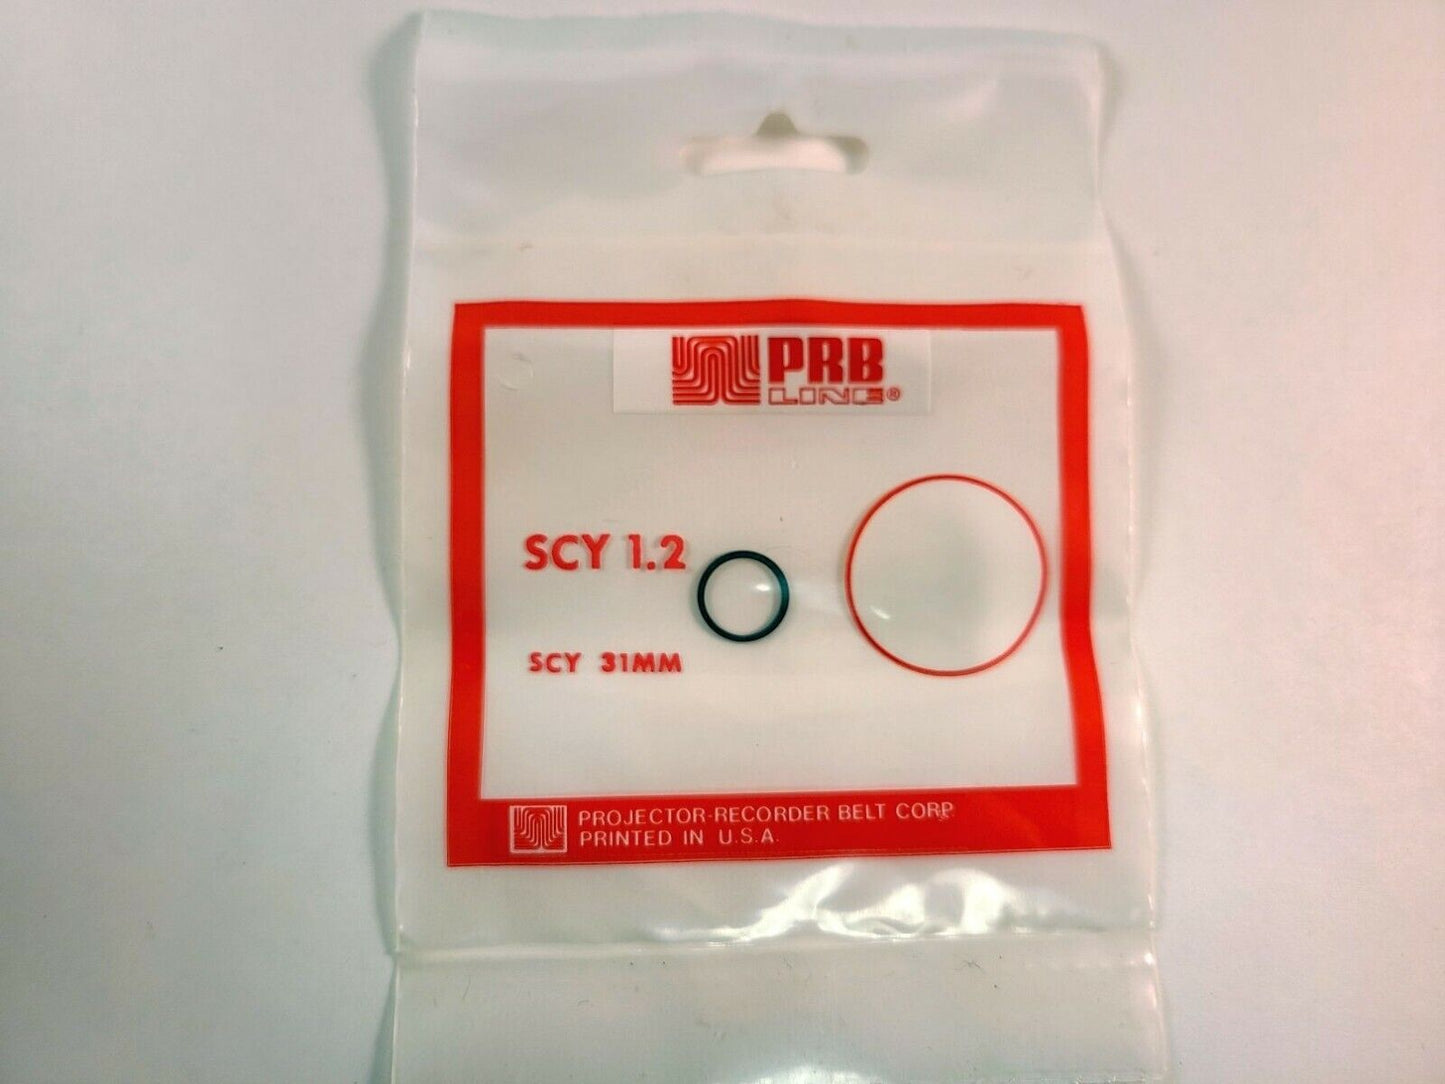 PRB
LINE®
SCY 1.2
SCY 31MM
PROJECTOR-RECORDER BELT CORP.
PRINTED IN U.S.A.